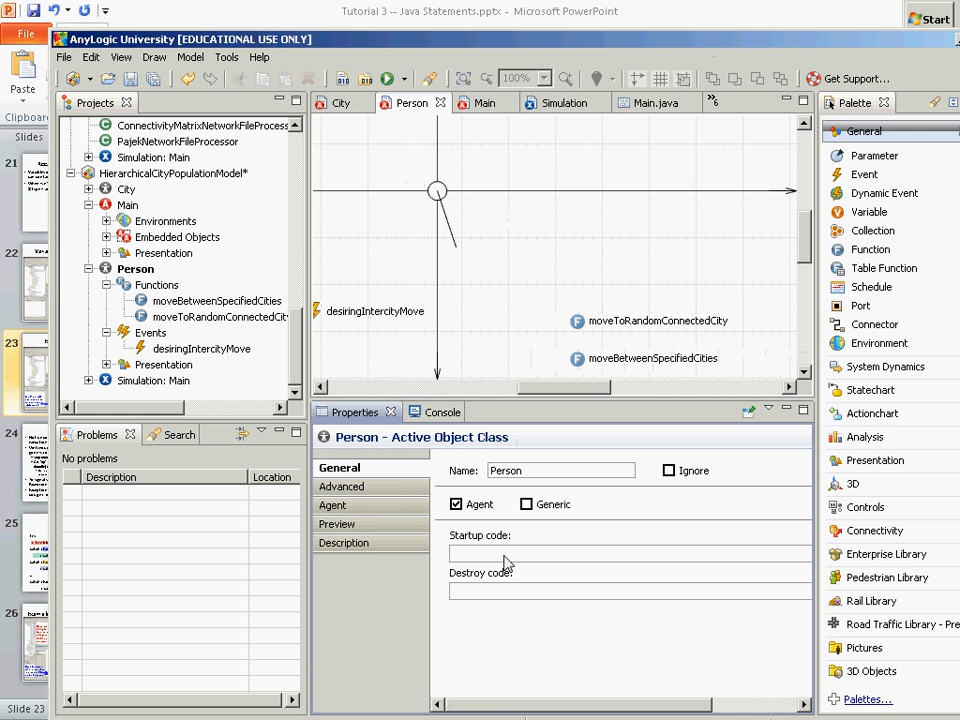 Tutorial 3 -- Java Statements.pptx - Microsoft PowerPoint
Start
File
Paste
Clipboard
Slides
21
22
23
24
25
26
Slide 23
AnyLogic University [EDUCATIONAL USE ONLY]
File Edit View Draw Model Tools Help
100%
Get Support...
Projects
ConnectivityMatrixNetworkFileProcess
PajekNetworkFileProcessor
Simulation: Main
HierarchicalCityPopulationModel*
City
Main
Environments
Embedded Objects
Presentation
Person
Functions
moveBetweenSpecifiedCities
moveToRandomConnectedCity
Events
desiringIntercityMove
Presentation
Simulation: Main
City Person Main Simulation Main.java
desiringIntercityMove
moveToRandomConnectedCity
moveBetweenSpecifiedCities
Problems Search
No problems
Description Location
Properties Console
Person - Active Object Class
General
Advanced
Agent
Preview
Description
Name: Person Ignore
Agent Generic
Startup code:
Destroy code:
Palette
General
Parameter
Event
Dynamic Event
Variable
Collection
Function
Table Function
Schedule
Port
Connector
Environment
System Dynamics
Statechart
Actionchart
Analysis
Presentation
3D
Controls
Connectivity
Enterprise Library
Pedestrian Library
Rail Library
Road Traffic Library - Pre
Pictures
3D Objects
Palettes...